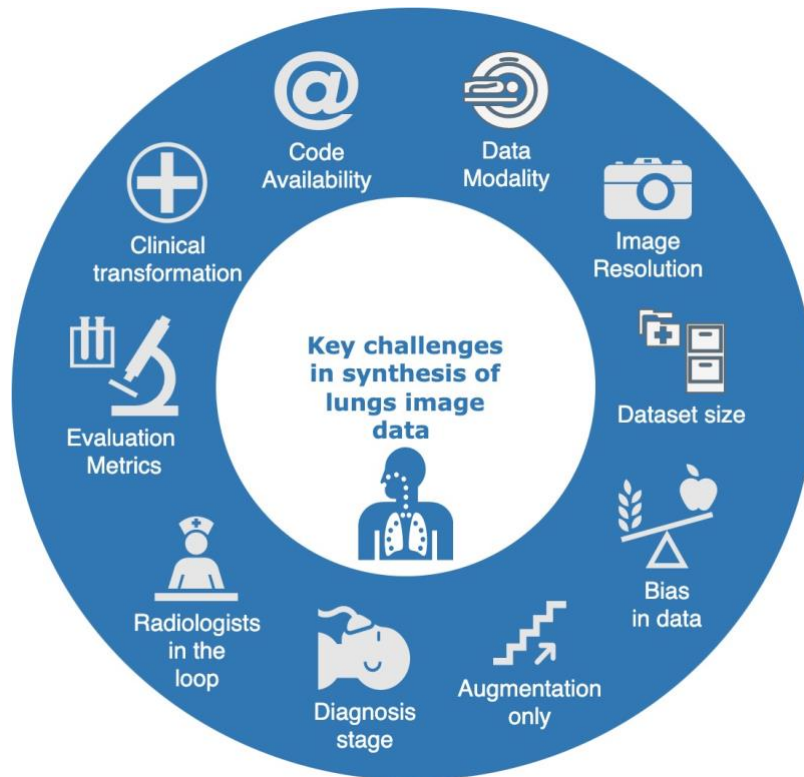 Key challenges
in synthesis of
lungs image
data
Code
Availability
Data
Modality
Image
Resolution
Dataset size
Bias
in data
Augmentation
only
Diagnosis
stage
Radiologists
in the
loop
Evaluation
Metrics
Clinical
transformation